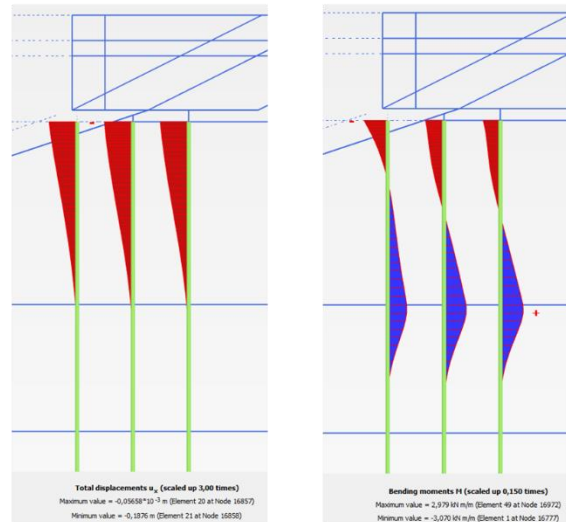 Total displacements uₓ (scaled up 3,00 times)
Maximum value = -0,05658*10⁻³ m (Element 20 at Node 16857)
Minimum value = -0,1876 m (Element 21 at Node 16858)
Bending moments M (scaled up 0,150 times)
Maximum value = 2,979 kN m/m (Element 49 at Node 16972)
Minimum value = -3,070 kN m/m (Element 1 at Node 16777)